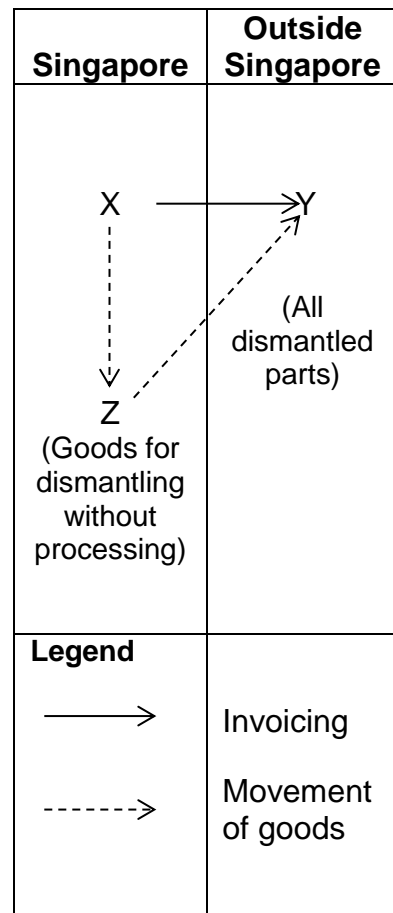 Singapore
Outside
Singapore
X
Y
(All
dismantled
parts)
Z
(Goods for
dismantling
without
processing)
Legend
Invoicing
Movement
of goods